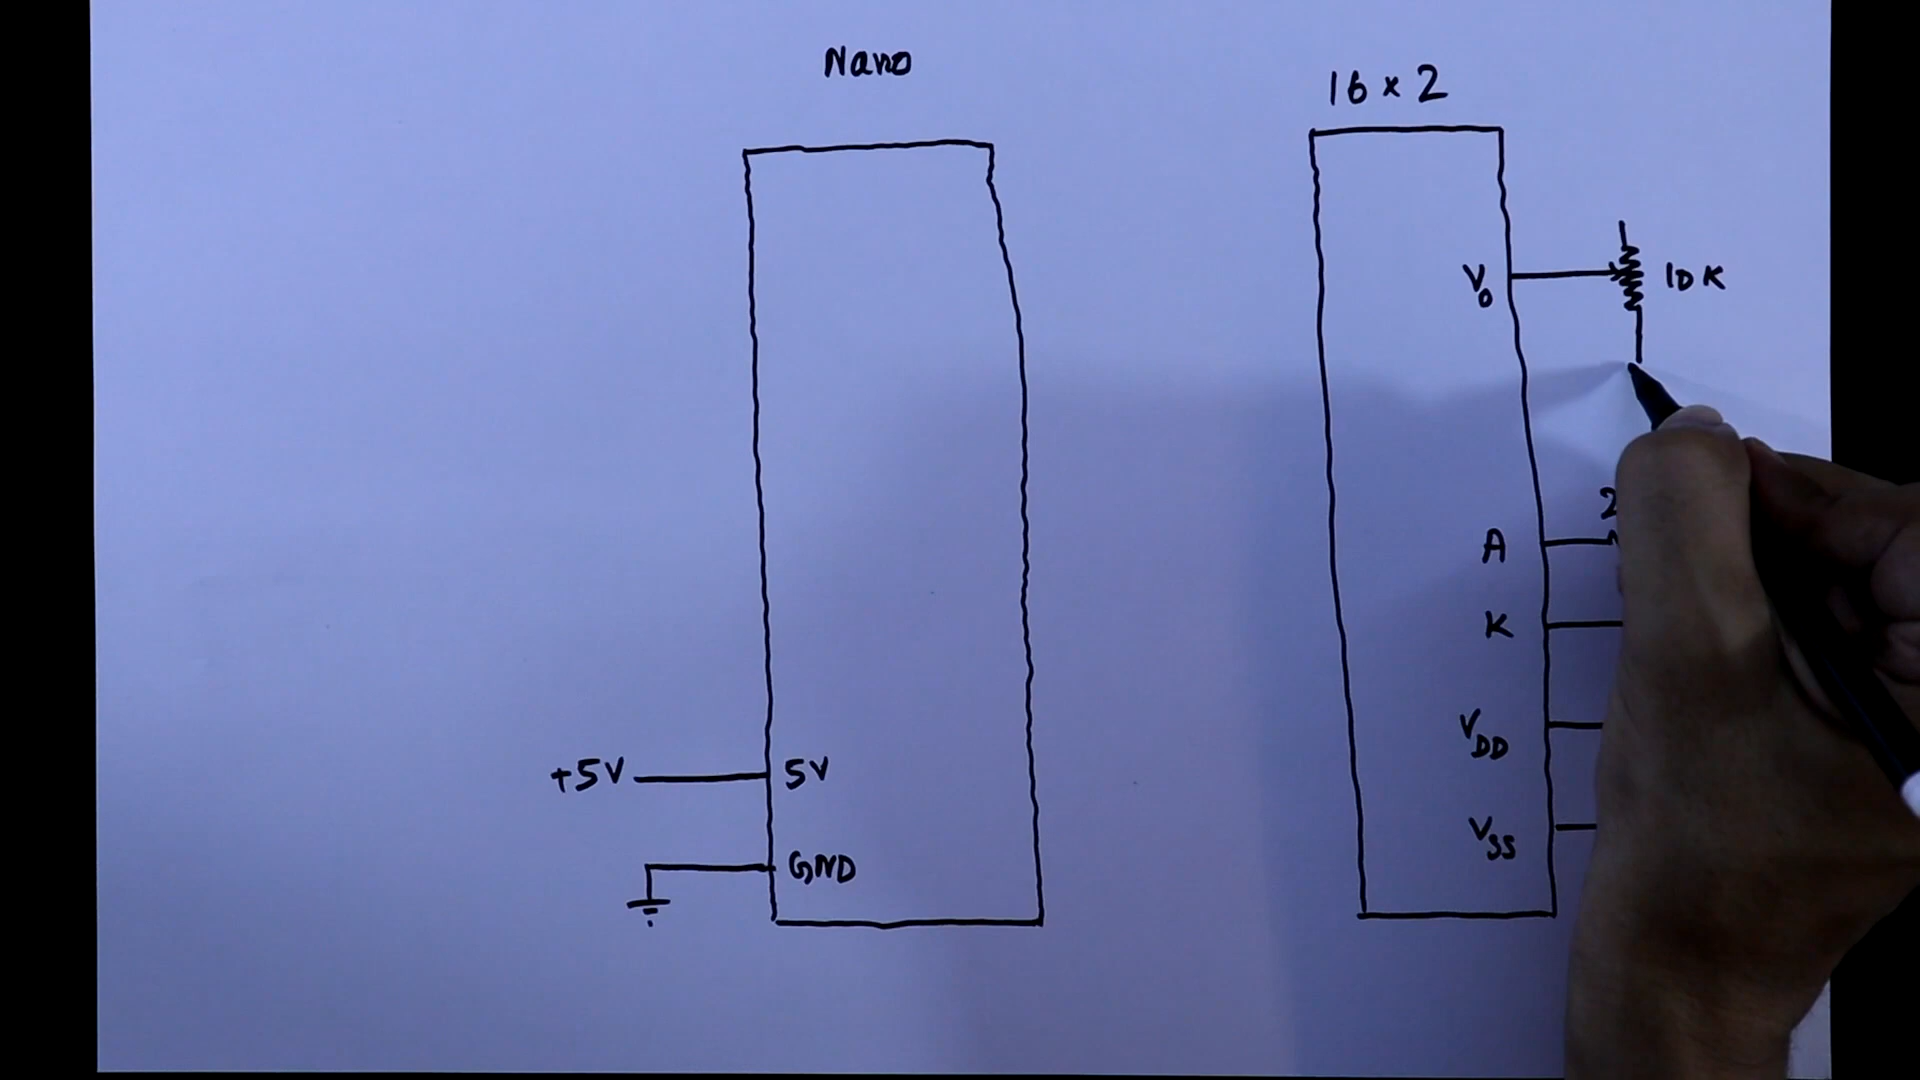 Nano
16 x 2
V0
10K
A
K
VDD
VSS
+5V
5V
GND